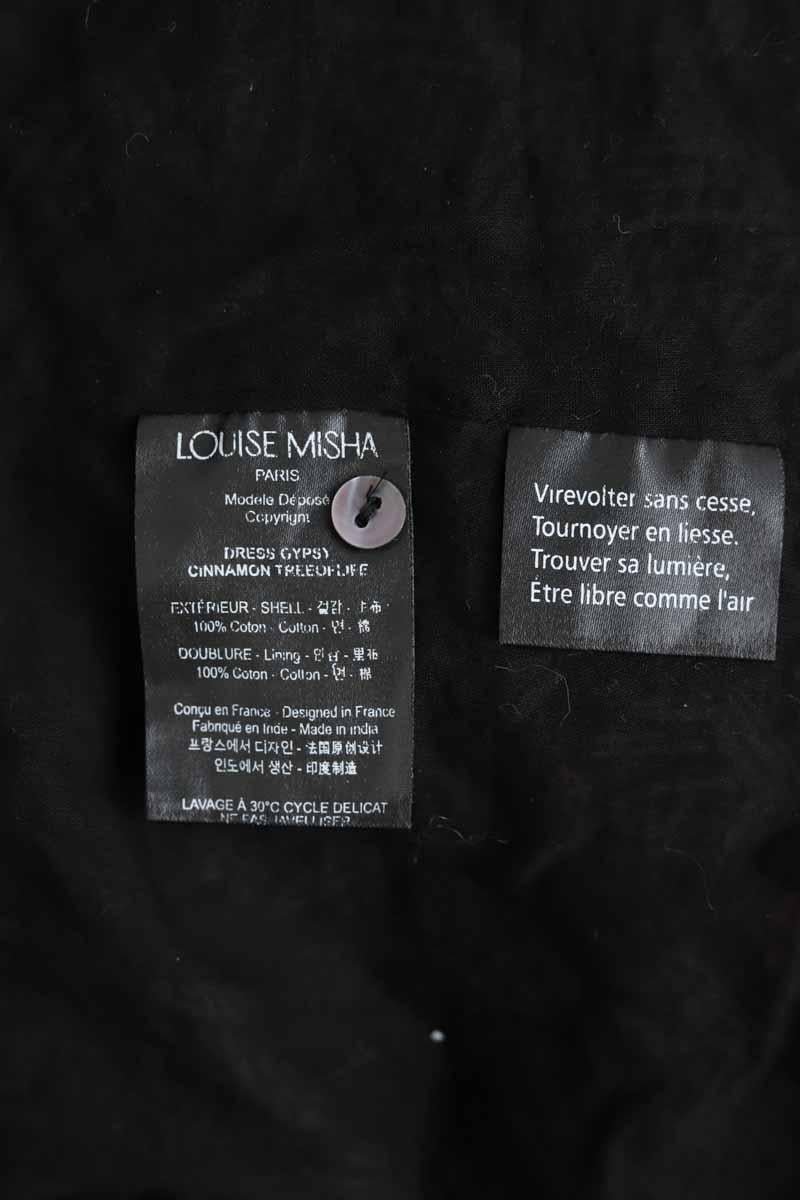 LOUISE MISHA
PARIS
Modele Déposé
Copyright
DRESS GYPSY
CINNAMON TREEOFLIFE
EXTÉRIEUR - SHELL - 겉감 -
100% Coton - Cotton - 면 - 棉
DOUBLURE - Lining - 안감 - 里布
100% Coton - Cotton - 면 - 棉
Conçu en France - Designed in France
Fabriqué en Inde - Made in India
프랑스에서 디자인 - 法国原创设计
인도에서 생산 - 印度制造
LAVAGE À 30°C CYCLE DELICAT
NE PAS JAVELLISER
Virevolter sans cesse,
Tournoyer en liesse.
Trouver sa lumière,
Être libre comme l'air